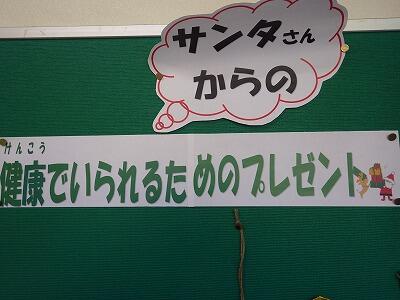 サンタさん
からの
けんこう
健康でいられるためのプレゼント